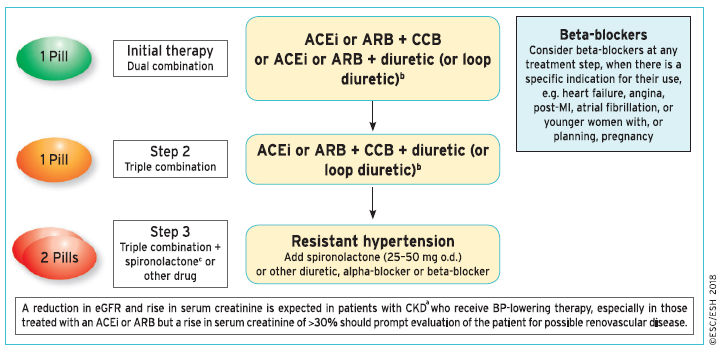 1 Pill
Initial therapy
Dual combination
ACEi or ARB + CCB
or ACEi or ARB + diuretic (or loop
diuretic)ᵇ
Beta-blockers
Consider beta-blockers at any
treatment step, when there is a
specific indication for their use,
e.g. heart failure, angina,
post-MI, atrial fibrillation, or
younger women with, or
planning, pregnancy
1 Pill
Step 2
Triple combination
ACEi or ARB + CCB + diuretic (or
loop diuretic)ᵇ
2 Pills
Step 3
Triple combination +
spironolactoneᶜ or
other drug
Resistant hypertension
Add spironolactone (25–50 mg o.d.)
or other diuretic, alpha-blocker or beta-blocker
A reduction in eGFR and rise in serum creatinine is expected in patients with CKDᵃ who receive BP-lowering therapy, especially in those
treated with an ACEi or ARB but a rise in serum creatinine of >30% should prompt evaluation of the patient for possible renovascular disease.
©ESC/ESH 2018